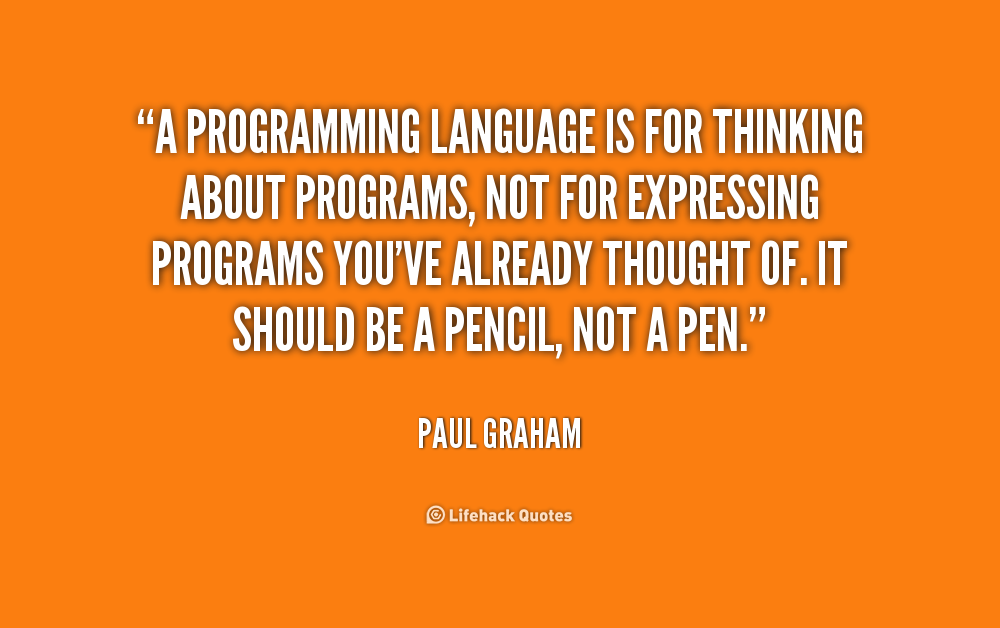 “A PROGRAMMING LANGUAGE IS FOR THINKING
ABOUT PROGRAMS, NOT FOR EXPRESSING
PROGRAMS YOU’VE ALREADY THOUGHT OF. IT
SHOULD BE A PENCIL, NOT A PEN.”
PAUL GRAHAM
Lifehack Quotes